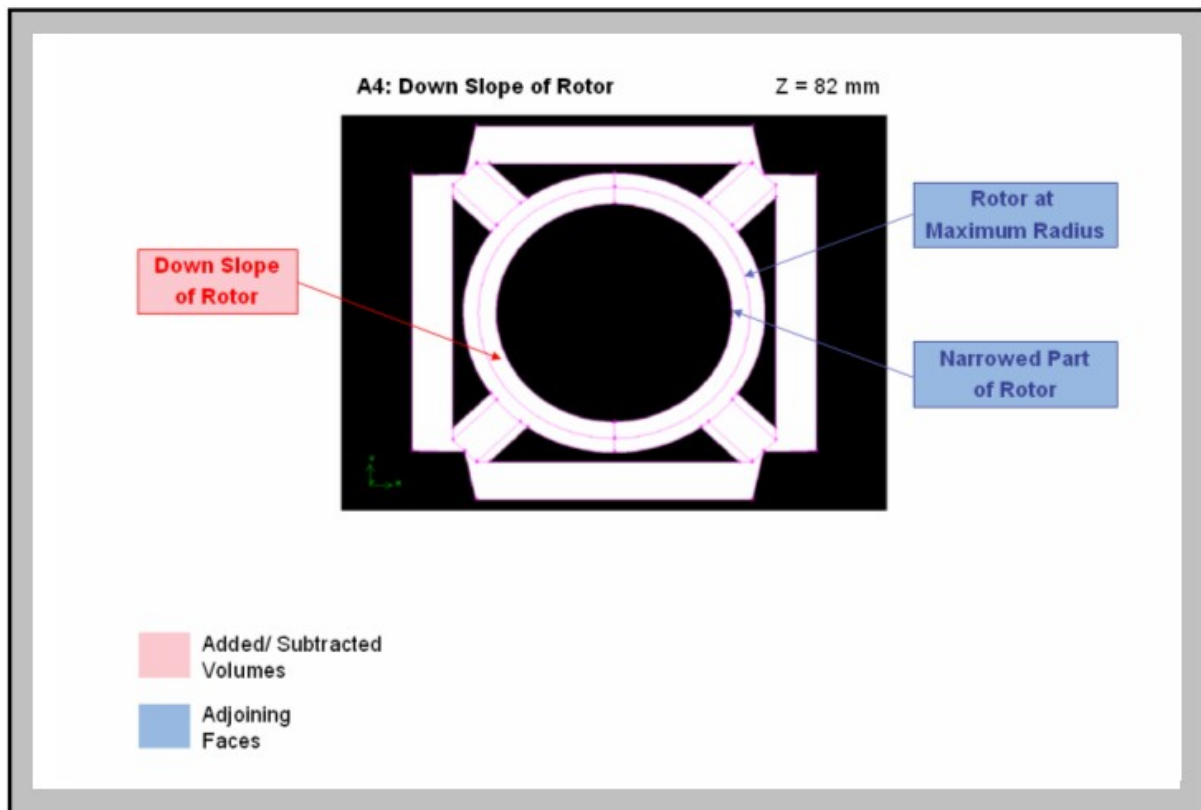 A4: Down Slope of Rotor Z = 82 mm
Rotor at
Maximum Radius
Down Slope
of Rotor
Narrowed Part
of Rotor
Added/ Subtracted
Volumes
Adjoining
Faces